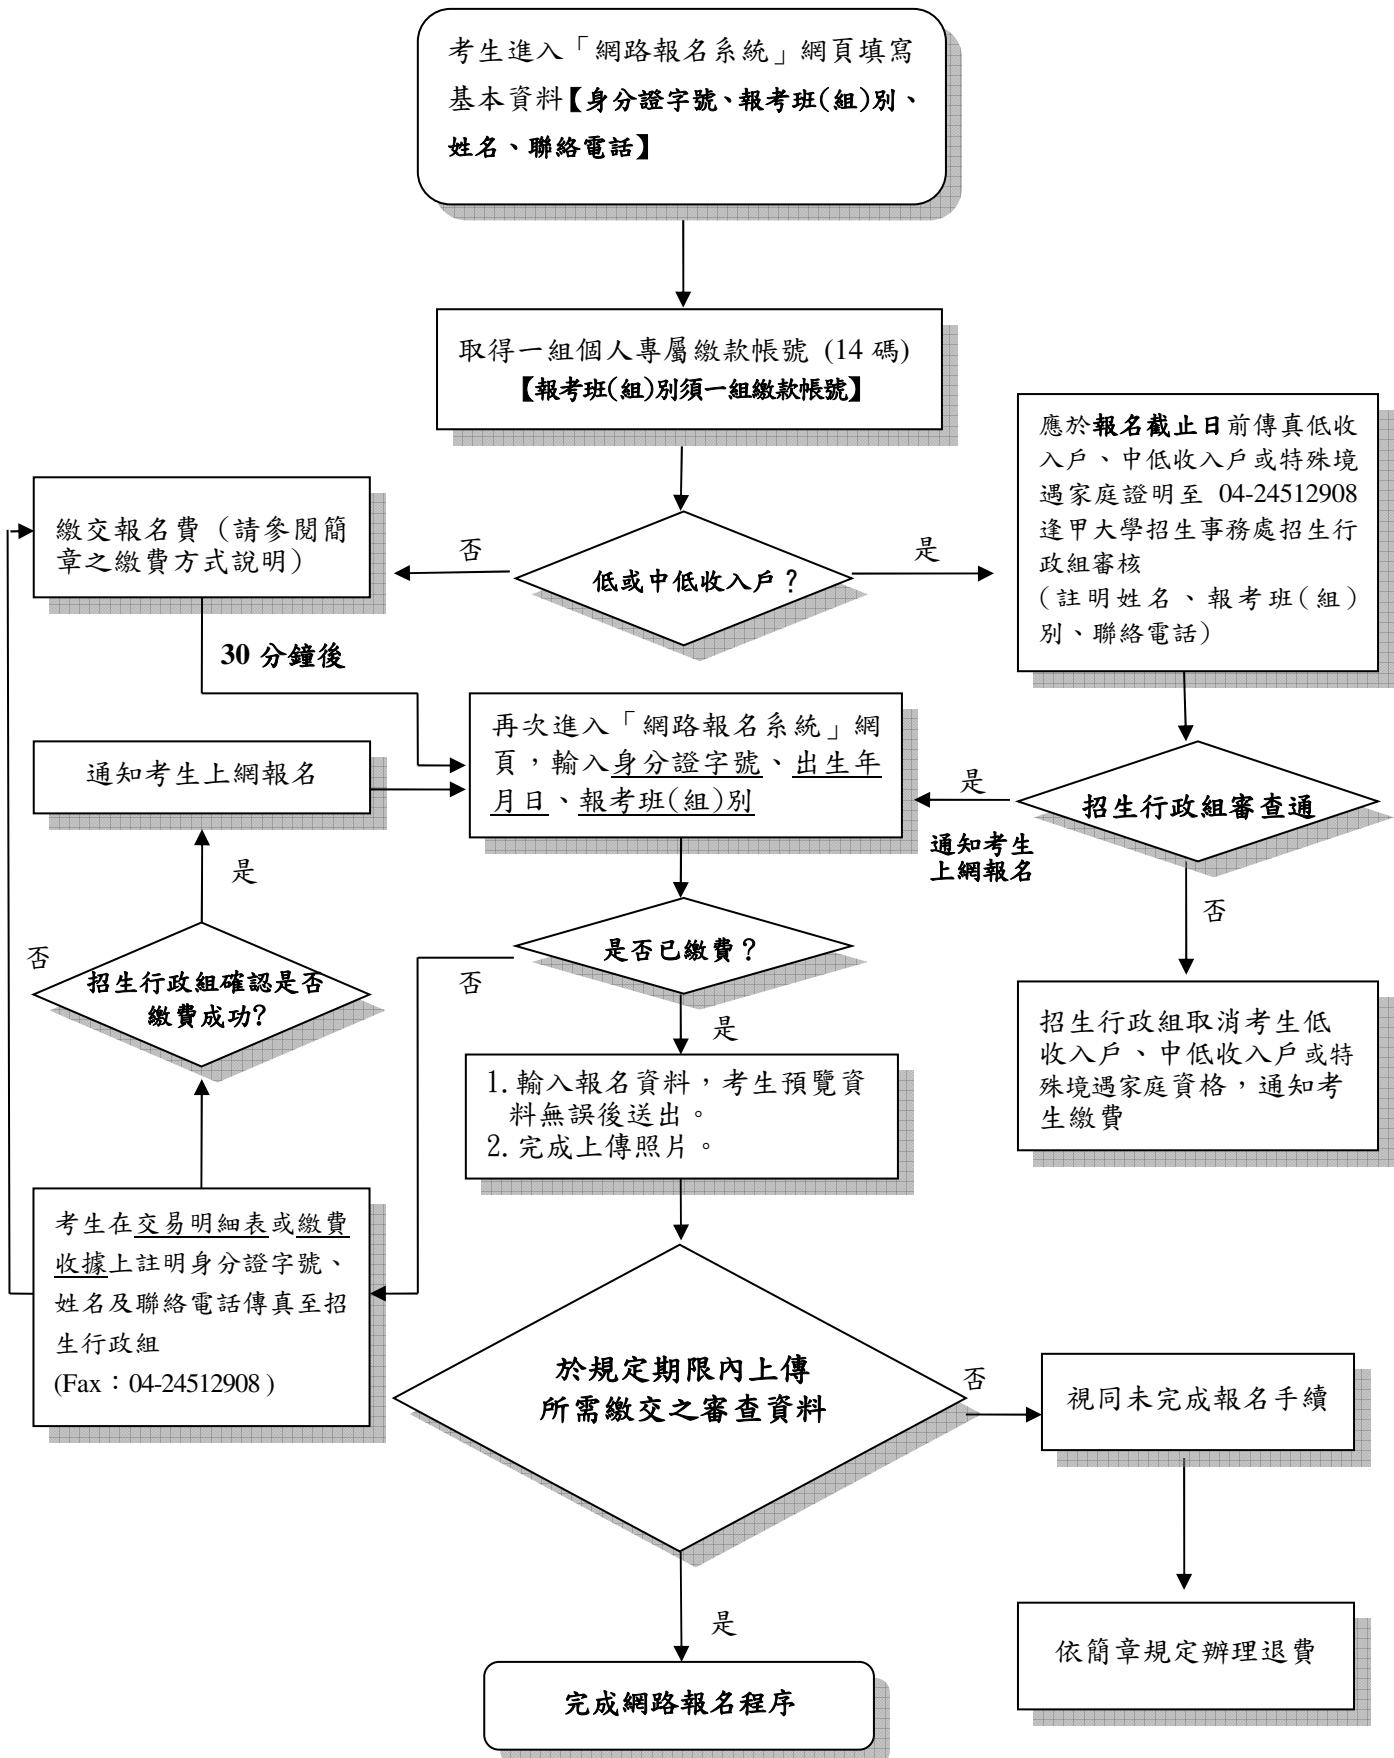 考生進入「網路報名系統」網頁填寫
基本資料【身分證字號、報考班(組)別、
姓名、聯絡電話】
取得一組個人專屬繳款帳號 (14 碼)
【報考班(組)別須一組繳款帳號】
低或中低收入戶？
否
是
繳交報名費（請參閱簡
章之繳費方式說明）
30 分鐘後
應於報名截止日前傳真低收
入戶、中低收入戶或特殊境
遇家庭證明至 04-24512908
逢甲大學招生事務處招生行
政組審核
(註明姓名、報考班(組)
別、聯絡電話)
再次進入「網路報名系統」網
頁，輸入身分證字號、出生年
月日、報考班(組)別
通知考生上網報名
是
招生行政組審查通
是
通知考生
上網報名
否
招生行政組取消考生低
收入戶、中低收入戶或特
殊境遇家庭資格，通知考
生繳費
是否已繳費？
否
是
招生行政組確認是否
繳費成功?
否
1. 輸入報名資料，考生預覽資
料無誤後送出。
2. 完成上傳照片。
考生在交易明細表或繳費
收據上註明身分證字號、
姓名及聯絡電話傳真至招
生行政組
(Fax：04-24512908 )
於規定期限內上傳
所需繳交之審查資料
否
視同未完成報名手續
依簡章規定辦理退費
是
完成網路報名程序